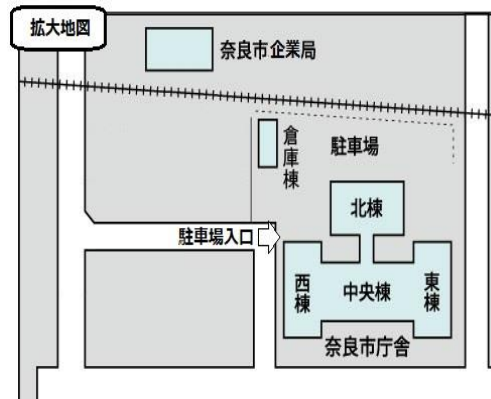 拡大地図
奈良市企業局
倉庫棟
駐車場
北棟
駐車場入口
西棟
中央棟
東棟
奈良市庁舎